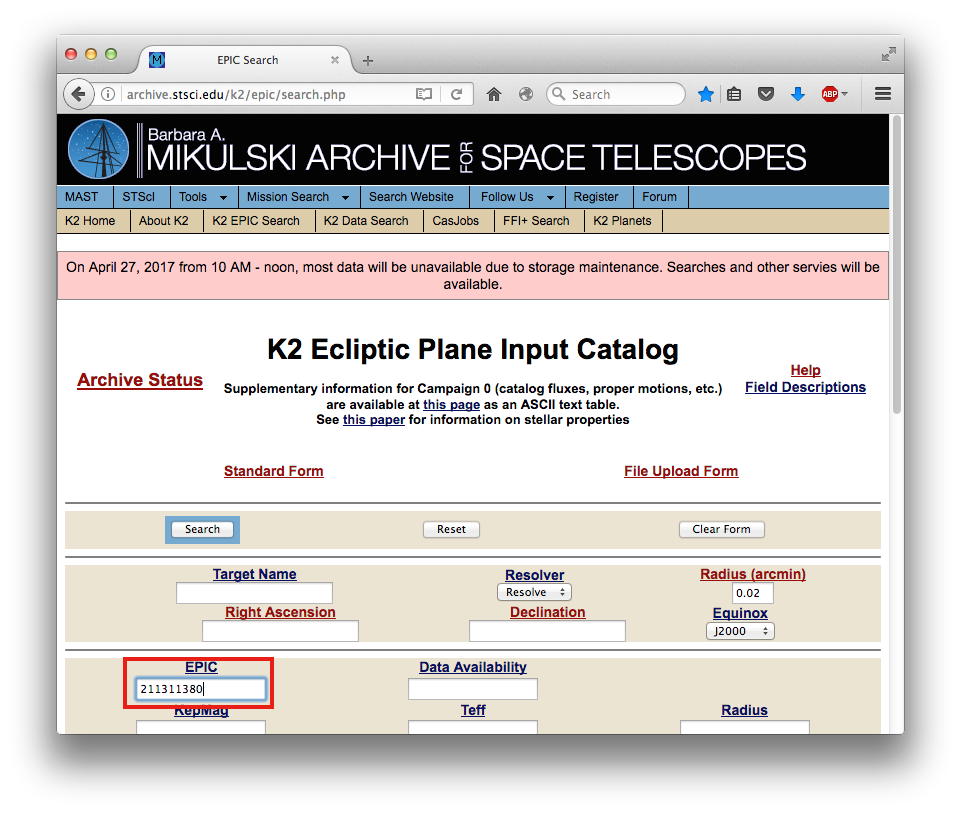 M EPIC Search
archive.stsci.edu/k2/epic/search.php Search ABP
Barbara A.
MIKULSKI ARCHIVE FOR SPACE TELESCOPES
MAST STScI Tools Mission Search Search Website Follow Us Register Forum
K2 Home About K2 K2 EPIC Search K2 Data Search CasJobs FFI+ Search K2 Planets
On April 27, 2017 from 10 AM - noon, most data will be unavailable due to storage maintenance. Searches and other servies will be
available.
K2 Ecliptic Plane Input Catalog
Archive Status
Supplementary information for Campaign 0 (catalog fluxes, proper motions, etc.)
are available at this page as an ASCII text table.
See this paper for information on stellar properties
Help
Field Descriptions
Standard Form File Upload Form
Search Reset Clear Form
Target Name Resolver Radius (arcmin)
Resolve 0.02
Right Ascension Declination Equinox
J2000
EPIC Data Availability
211311380
KepMag Teff Radius